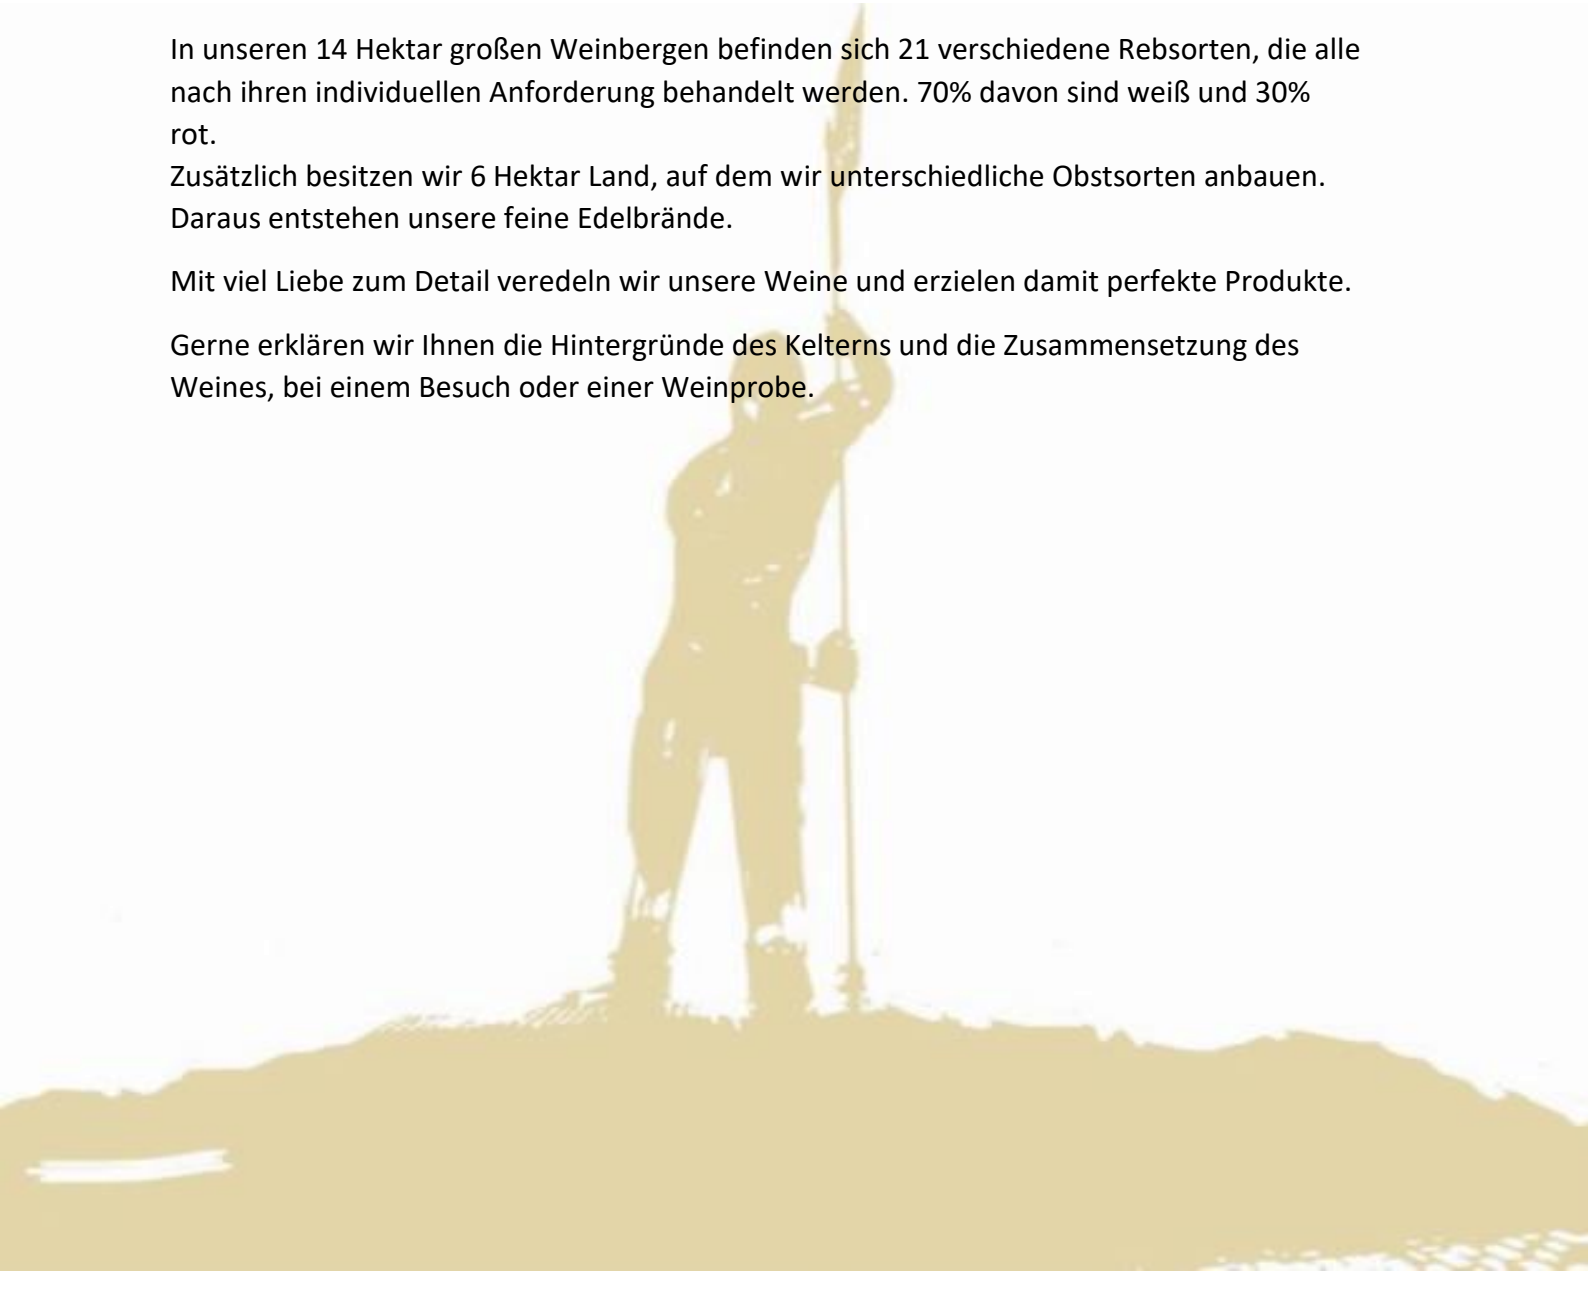 In unseren 14 Hektar großen Weinbergen befinden sich 21 verschiedene Rebsorten, die alle
nach ihren individuellen Anforderung behandelt werden. 70% davon sind weiß und 30%
rot.
Zusätzlich besitzen wir 6 Hektar Land, auf dem wir unterschiedliche Obstsorten anbauen.
Daraus entstehen unsere feine Edelbrände.
Mit viel Liebe zum Detail veredeln wir unsere Weine und erzielen damit perfekte Produkte.
Gerne erklären wir Ihnen die Hintergründe des Kelterns und die Zusammensetzung des
Weines, bei einem Besuch oder einer Weinprobe.